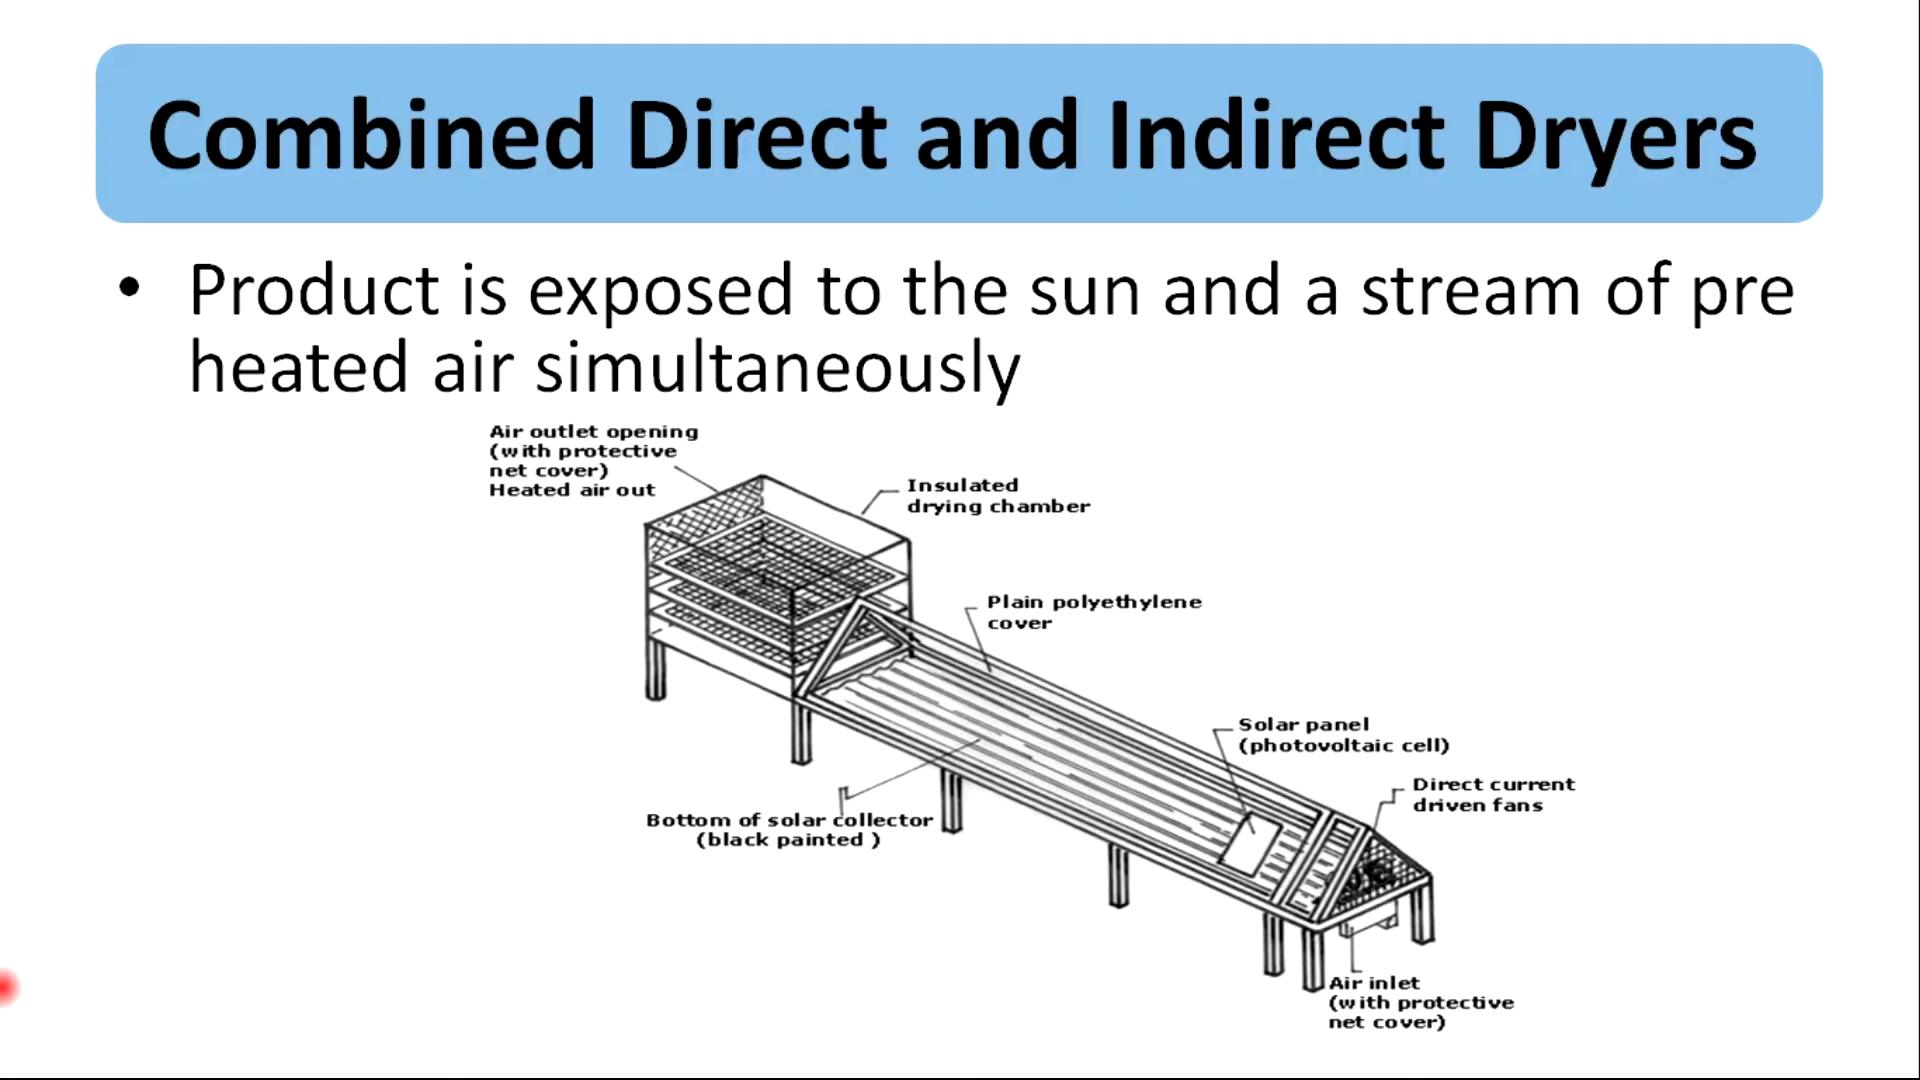 Combined Direct and Indirect Dryers
• Product is exposed to the sun and a stream of pre
heated air simultaneously
Air outlet opening
(with protective
net cover)
Heated air out
Insulated
drying chamber
Plain polyethylene
cover
Solar panel
(photovoltaic cell)
Direct current
driven fans
Bottom of solar collector
(black painted )
Air inlet
(with protective
net cover)